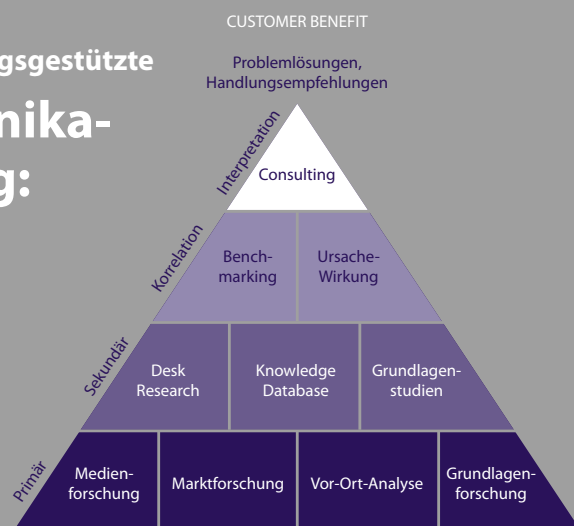 CUSTOMER BENEFIT
gsgestützte
nika-
g:
Problemlösungen,
Handlungsempfehlungen
Interpretation
Consulting
Korrelation
Bench-
marking
Ursache-
Wirkung
Sekundär
Desk
Research
Knowledge
Database
Grundlagen-
studien
Primär
Medien-
forschung
Marktforschung
Vor-Ort-Analyse
Grundlagen-
forschung